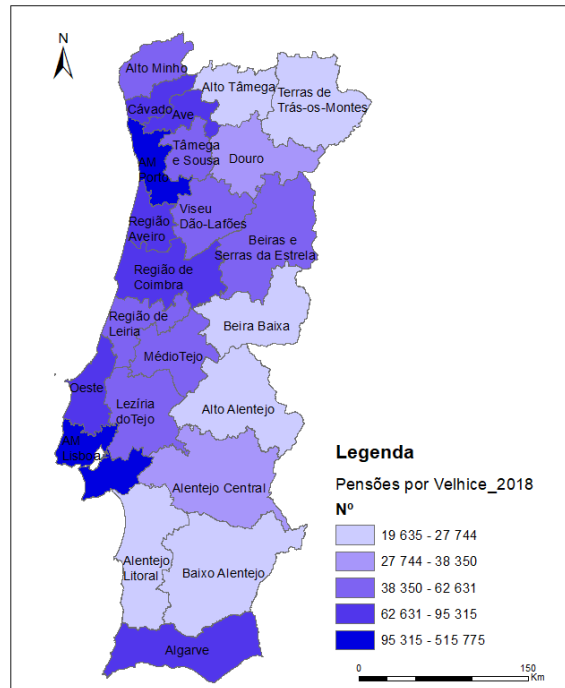 N
Alto Minho
Alto Tâmega
Terras de
Trás-os-Montes
Cávado
Ave
Tâmega
e Sousa
Douro
AM
Porto
Viseu
Dão-Lafões
Região
Aveiro
Beiras e
Serras da Estrela
Região de
Coimbra
Região de
Leiria
Beira Baixa
MédioTejo
Oeste
Lezíria
doTejo
Alto Alentejo
AM
Lisboa
Alentejo Central
Alentejo
Litoral
Baixo Alentejo
Algarve
Legenda
Pensões por Velhice_2018
Nº
19 635 - 27 744
27 744 - 38 350
38 350 - 62 631
62 631 - 95 315
95 315 - 515 775
0 150
Km